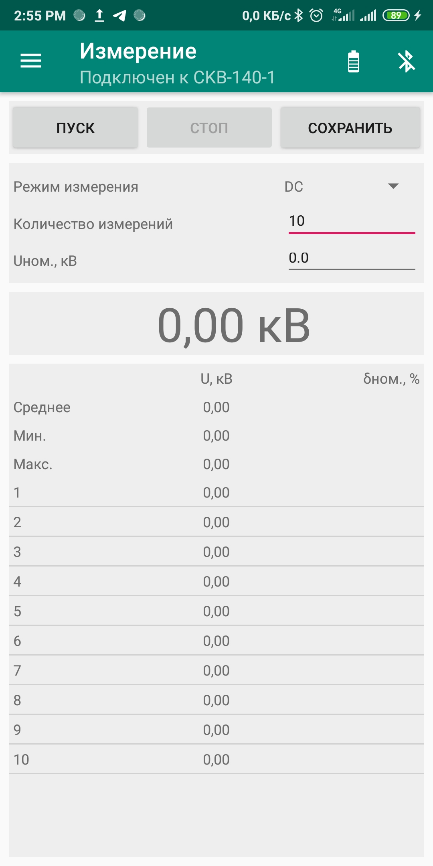 2:55 PM 0,0 КБ/с 4G 89
Измерение
Подключен к СКВ-140-1
ПУСК СТОП СОХРАНИТЬ
Режим измерения DC
Количество измерений 10
Uном., кВ 0.0
0,00 кВ
U, кВ δном., %
Среднее 0,00
Мин. 0,00
Макс. 0,00
1 0,00
2 0,00
3 0,00
4 0,00
5 0,00
6 0,00
7 0,00
8 0,00
9 0,00
10 0,00